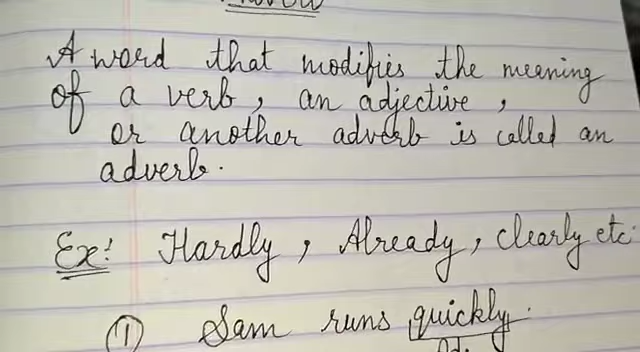 A word that modifies the meaning
of a verb, an adjective,
or another adverb is called an
adverb.
Ex: Hardly, Already, clearly etc.
(1) Sam runs quickly.